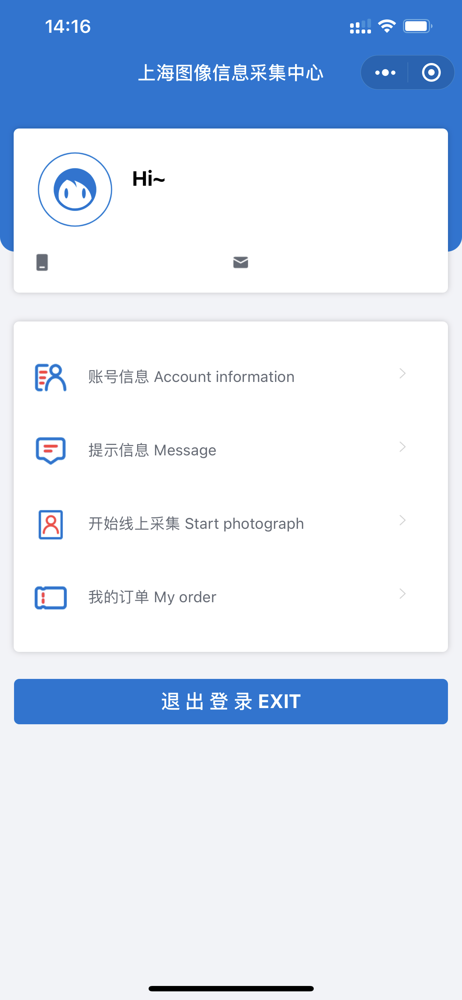 14:16
上海图像信息采集中心
Hi~
账号信息 Account information
提示信息 Message
开始线上采集 Start photograph
我的订单 My order
退 出 登 录 EXIT